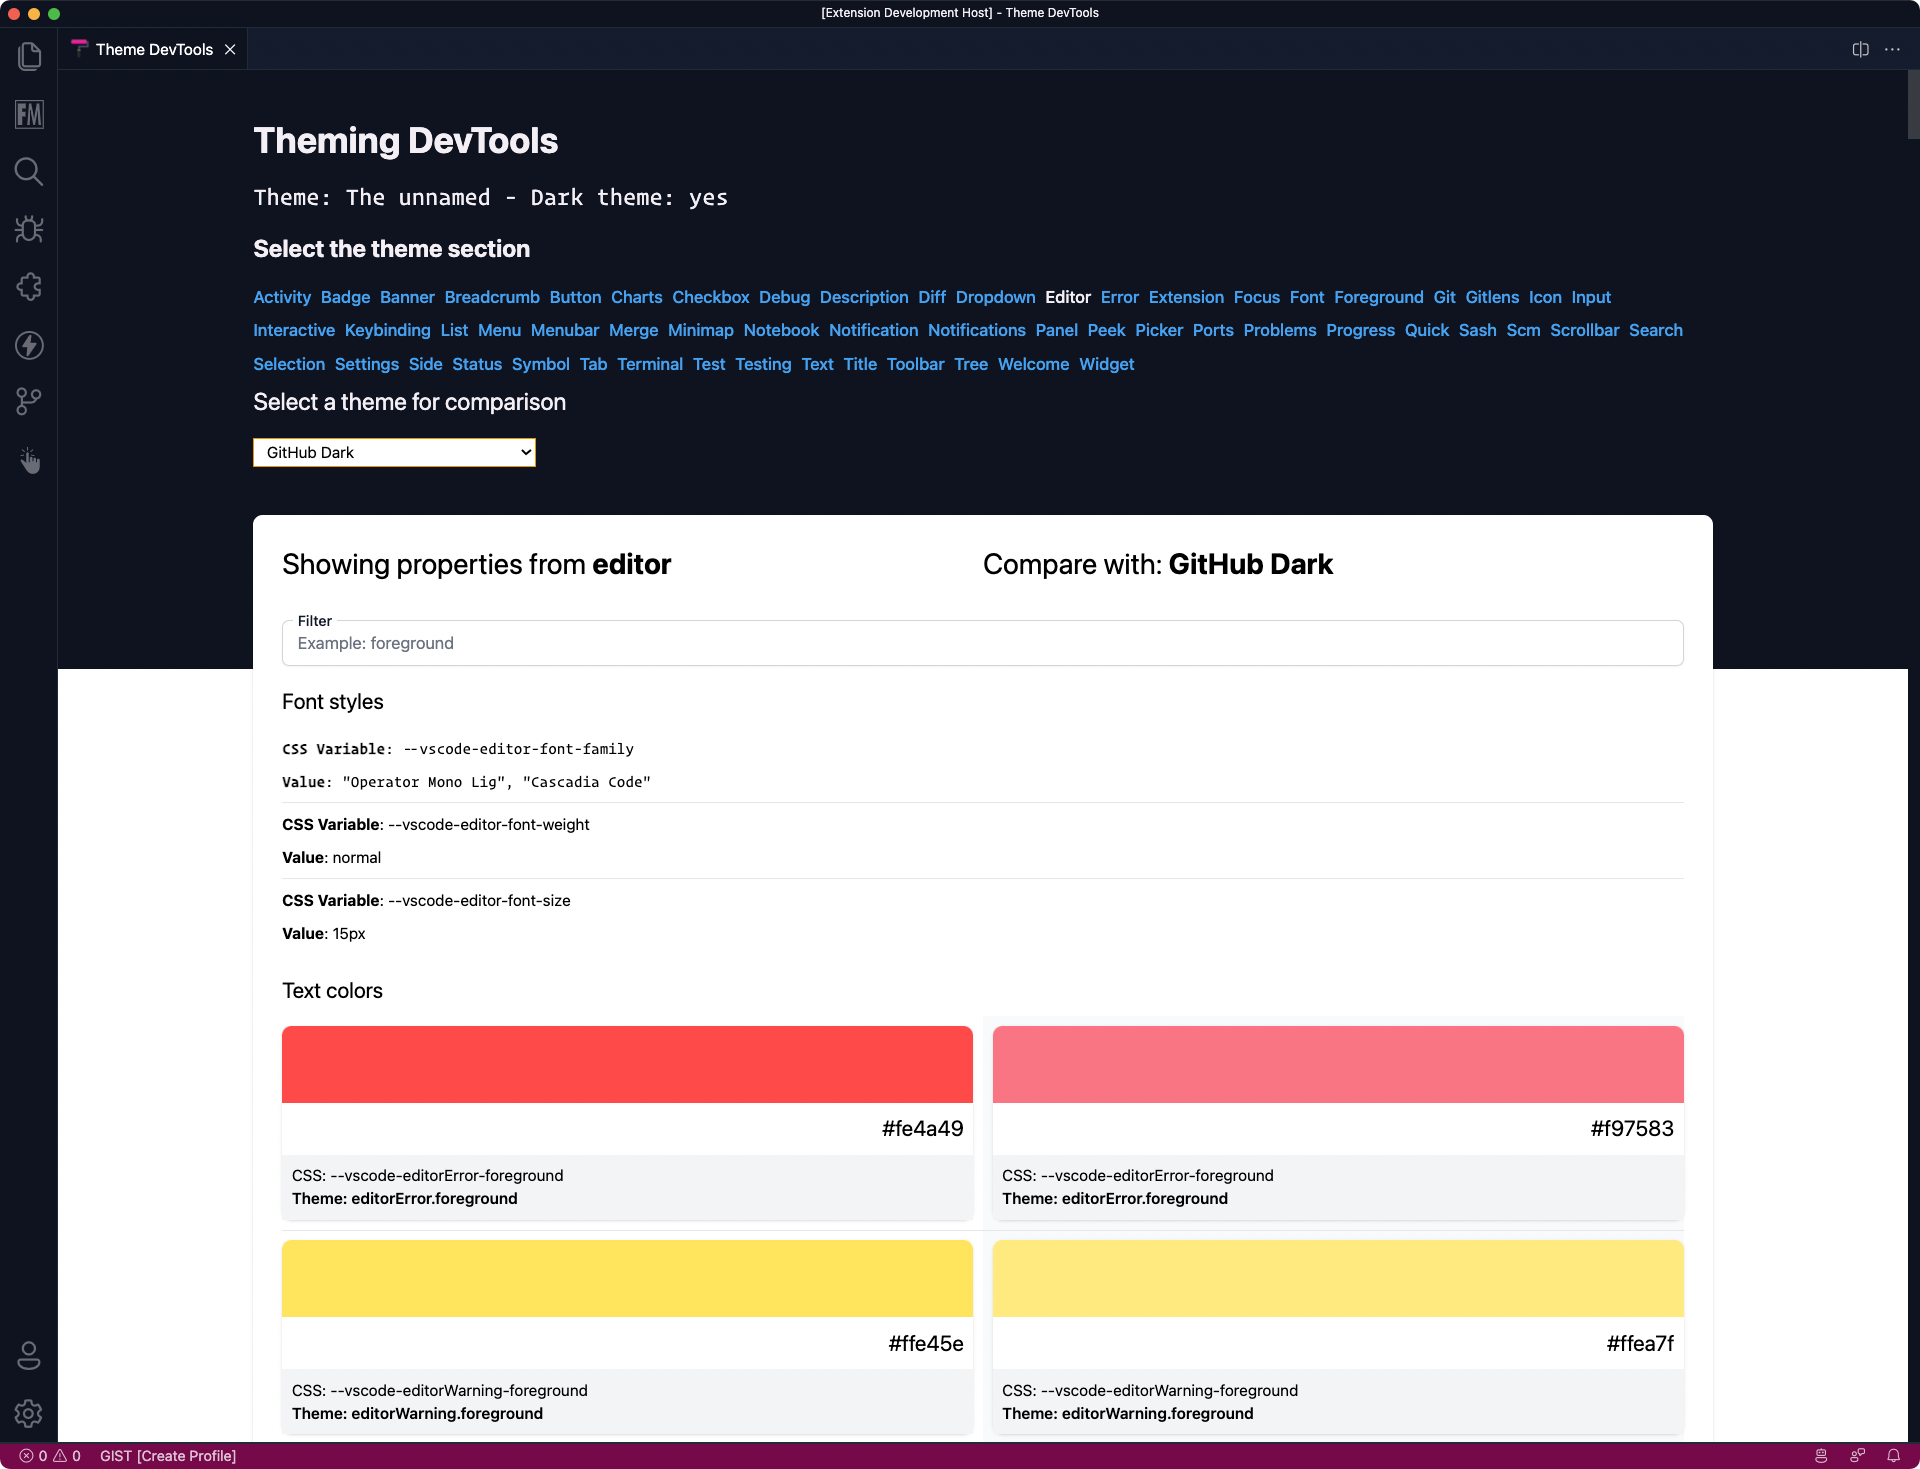 [Extension Development Host] - Theme DevTools
Theme DevTools
FM
Theming DevTools
Theme: The unnamed - Dark theme: yes
Select the theme section
Activity Badge Banner Breadcrumb Button Charts Checkbox Debug Description Diff Dropdown Editor Error Extension Focus Font Foreground Git Gitlens Icon Input
Interactive Keybinding List Menu Menubar Merge Minimap Notebook Notification Notifications Panel Peek Picker Ports Problems Progress Quick Sash Scm Scrollbar Search
Selection Settings Side Status Symbol Tab Terminal Test Testing Text Title Toolbar Tree Welcome Widget
Select a theme for comparison
GitHub Dark
Showing properties from editor
Compare with: GitHub Dark
Filter
Example: foreground
Font styles
CSS Variable: --vscode-editor-font-family
Value: "Operator Mono Lig", "Cascadia Code"
CSS Variable: --vscode-editor-font-weight
Value: normal
CSS Variable: --vscode-editor-font-size
Value: 15px
Text colors
#fe4a49
CSS: --vscode-editorError-foreground
Theme: editorError.foreground
#f97583
CSS: --vscode-editorError-foreground
Theme: editorError.foreground
#ffe45e
CSS: --vscode-editorWarning-foreground
Theme: editorWarning.foreground
#ffea7f
CSS: --vscode-editorWarning-foreground
Theme: editorWarning.foreground
0 0 GIST [Create Profile]